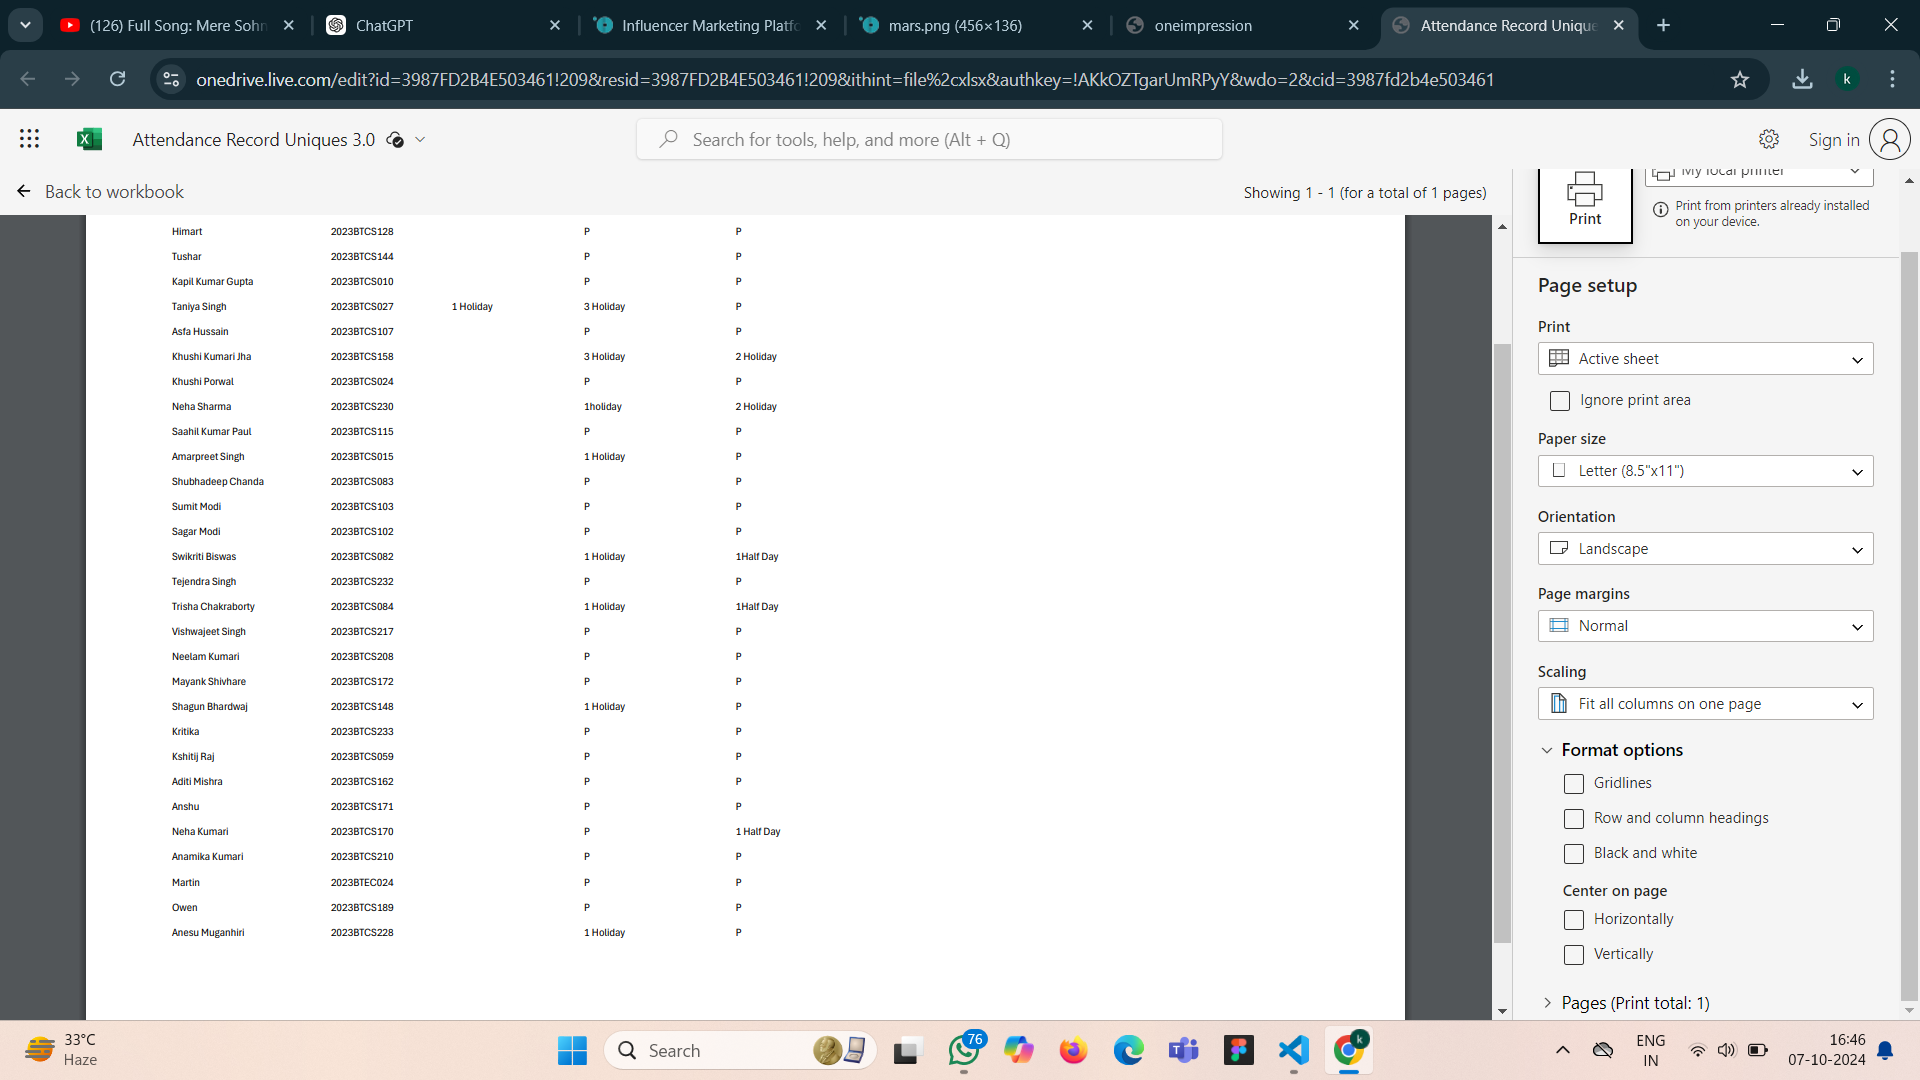 (126) Full Song: Mere Sohn
ChatGPT
Influencer Marketing Platfo
mars.png (456×136)
oneimpression
Attendance Record Unique
onedrive.live.com/edit?id=3987FD2B4E503461!209&resid=3987FD2B4E503461!209&ithint=file%2cxlsx&authkey=!AKkOZTgarUmRPyY&wdo=2&cid=3987fd2b4e503461
k
Attendance Record Uniques 3.0
Search for tools, help, and more (Alt + Q)
Sign in
Back to workbook
Showing 1 - 1 (for a total of 1 pages)
Himart 2023BTCS128 P P
Tushar 2023BTCS144 P P
Kapil Kumar Gupta 2023BTCS010 P P
Taniya Singh 2023BTCS027 1 Holiday 3 Holiday P
Asfa Hussain 2023BTCS107 P P
Khushi Kumari Jha 2023BTCS158 3 Holiday 2 Holiday
Khushi Porwal 2023BTCS024 P P
Neha Sharma 2023BTCS230 1holiday 2 Holiday
Saahil Kumar Paul 2023BTCS115 P P
Amarpreet Singh 2023BTCS015 1 Holiday P
Shubhadeep Chanda 2023BTCS083 P P
Sumit Modi 2023BTCS103 P P
Sagar Modi 2023BTCS102 P P
Swikriti Biswas 2023BTCS082 1 Holiday 1Half Day
Tejendra Singh 2023BTCS232 P P
Trisha Chakraborty 2023BTCS084 1 Holiday 1Half Day
Vishwajeet Singh 2023BTCS217 P P
Neelam Kumari 2023BTCS208 P P
Mayank Shivhare 2023BTCS172 P P
Shagun Bhardwaj 2023BTCS148 1 Holiday P
Kritika 2023BTCS233 P P
Kshitij Raj 2023BTCS059 P P
Aditi Mishra 2023BTCS162 P P
Anshu 2023BTCS171 P P
Neha Kumari 2023BTCS170 P 1 Half Day
Anamika Kumari 2023BTCS210 P P
Martin 2023BTEC024 P P
Owen 2023BTCS189 P P
Anesu Muganhiri 2023BTCS228 1 Holiday P
Print
My local printer
Print from printers already installed
on your device.
Page setup
Print
Active sheet
Ignore print area
Paper size
Letter (8.5"x11")
Orientation
Landscape
Page margins
Normal
Scaling
Fit all columns on one page
Format options
Gridlines
Row and column headings
Black and white
Center on page
Horizontally
Vertically
Pages (Print total: 1)
33°C
Haze
Search
76
k
ENG
IN
16:46
07-10-2024